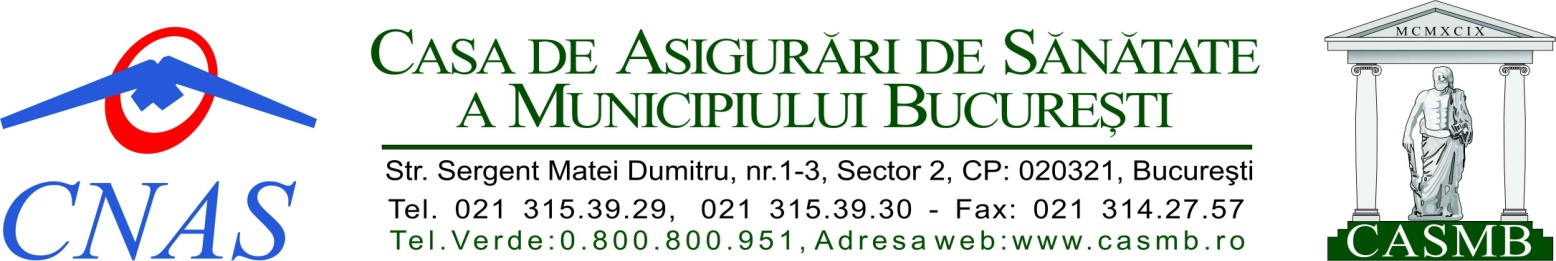 CNAS
CASA DE ASIGURĂRI DE SĂNĂTATE
A MUNICIPIULUI BUCUREŞTI
Str. Sergent Matei Dumitru, nr.1-3, Sector 2, CP: 020321, Bucureşti
Tel. 021 315.39.29, 021 315.39.30 - Fax: 021 314.27.57
Tel.Verde:0.800.800.951, Adresa web:www.casmb.ro
MCMXCIX
CASMB